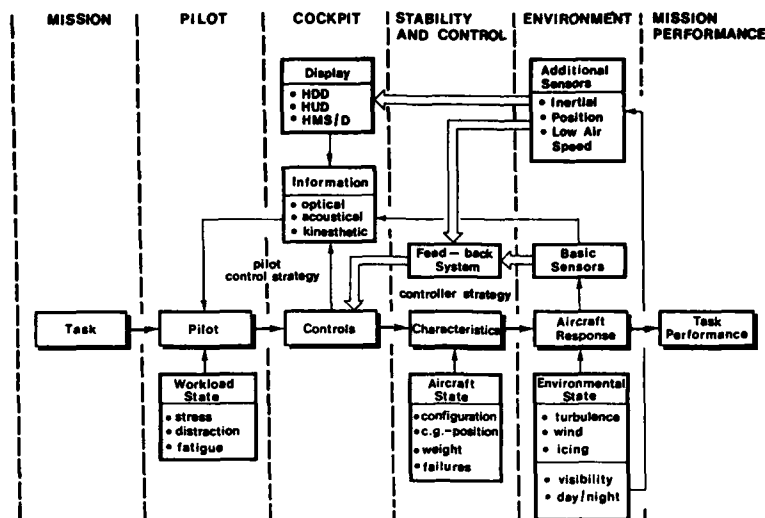 MISSION
PILOT
COCKPIT
STABILITY
AND CONTROL
ENVIRONMENT
MISSION
PERFORMANCE
Display
• HDD
• HUD
• HMS/D
Additional
Sensors
• Inertial
• Position
• Low Air
Speed
Information
• optical
• acoustical
• kinesthetic
pilot
control strategy
Feed-back
System
Basic
Sensors
controller strategy
Task
Pilot
Controls
Characteristics
Aircraft
Response
Task
Performance
Workload
State
• stress
• distraction
• fatigue
Aircraft
State
• configuration
• c.g.-position
• weight
• failures
Environmental
State
• turbulence
• wind
• icing
• visibility
• day/night